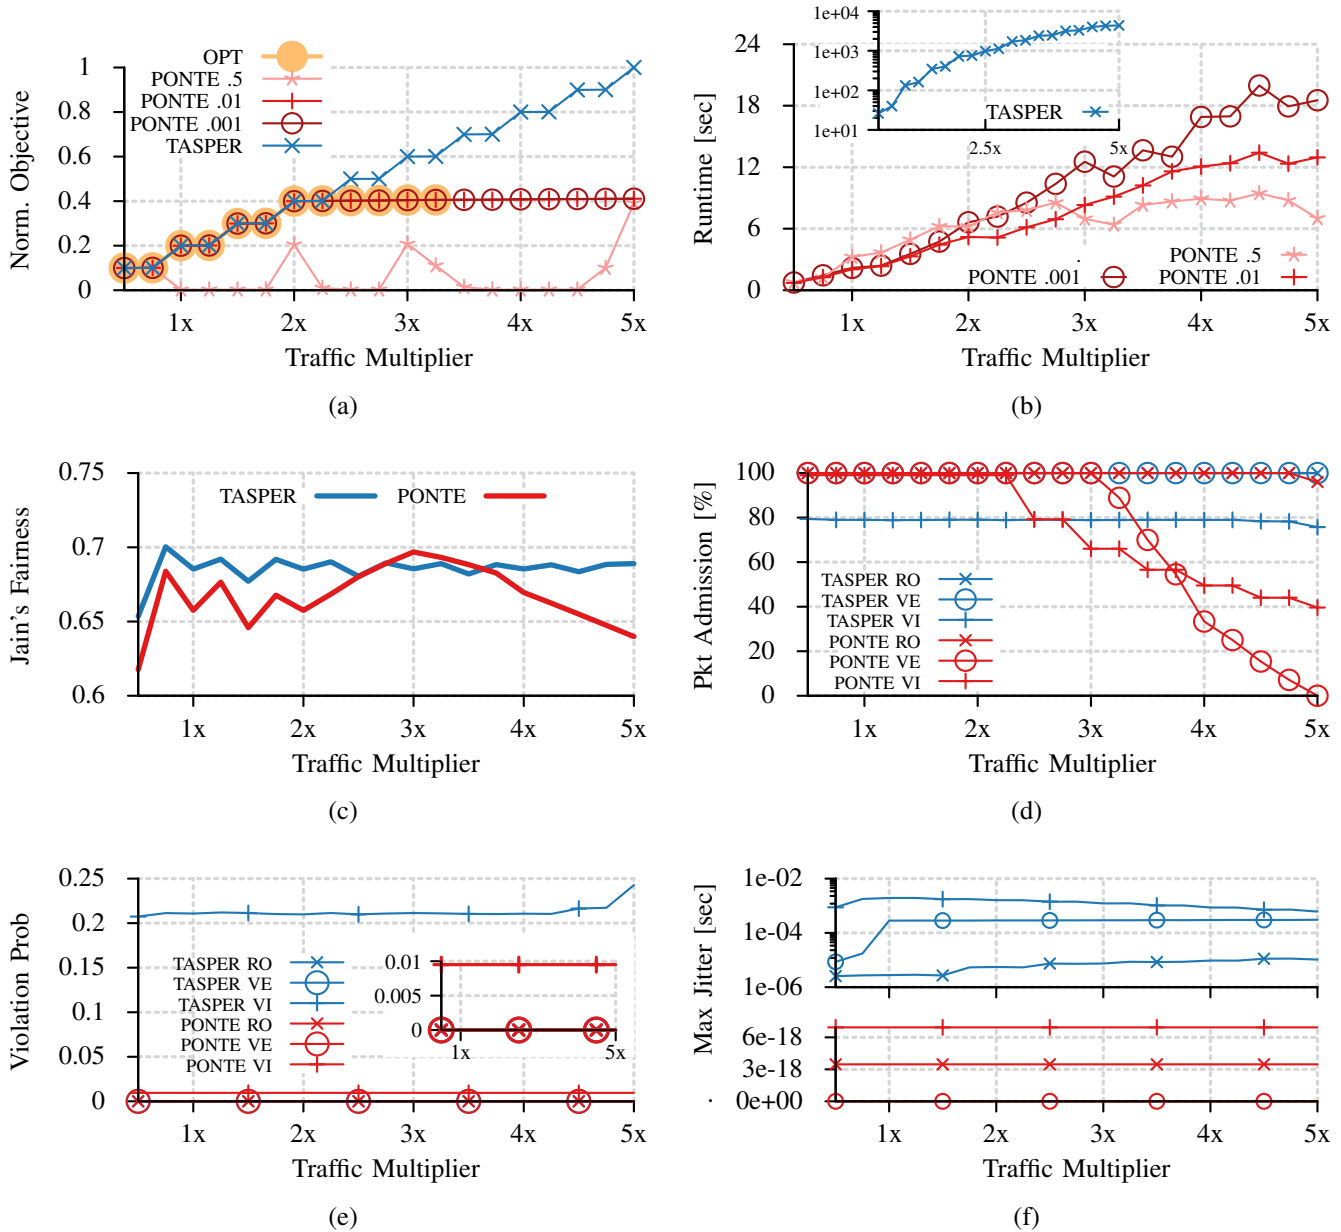 OPT
PONTE .5
PONTE .01
PONTE .001
TASPER
1
0.8
0.6
0.4
0.2
0
Norm. Objective
1x 2x 3x 4x 5x
Traffic Multiplier
(a)
1e+04
1e+03
1e+02
1e+01
TASPER
2.5x 5x
24
18
12
6
0
Runtime [sec]
PONTE .5
PONTE .001 PONTE .01
1x 2x 3x 4x 5x
Traffic Multiplier
(b)
0.75
0.7
0.65
0.6
Jain's Fairness
TASPER PONTE
1x 2x 3x 4x 5x
Traffic Multiplier
(c)
100
80
60
40
20
0
Pkt Admission [%]
TASPER RO
TASPER VE
TASPER VI
PONTE RO
PONTE VE
PONTE VI
1x 2x 3x 4x 5x
Traffic Multiplier
(d)
0.25
0.2
0.15
0.1
0.05
0
Violation Prob
TASPER RO
TASPER VE
TASPER VI
PONTE RO
PONTE VE
PONTE VI
0.01
0.005
0
1x 5x
1x 2x 3x 4x 5x
Traffic Multiplier
(e)
1e-02
1e-04
1e-06
6e-18
3e-18
0e+00
. Max Jitter [sec]
1x 2x 3x 4x 5x
Traffic Multiplier
(f)